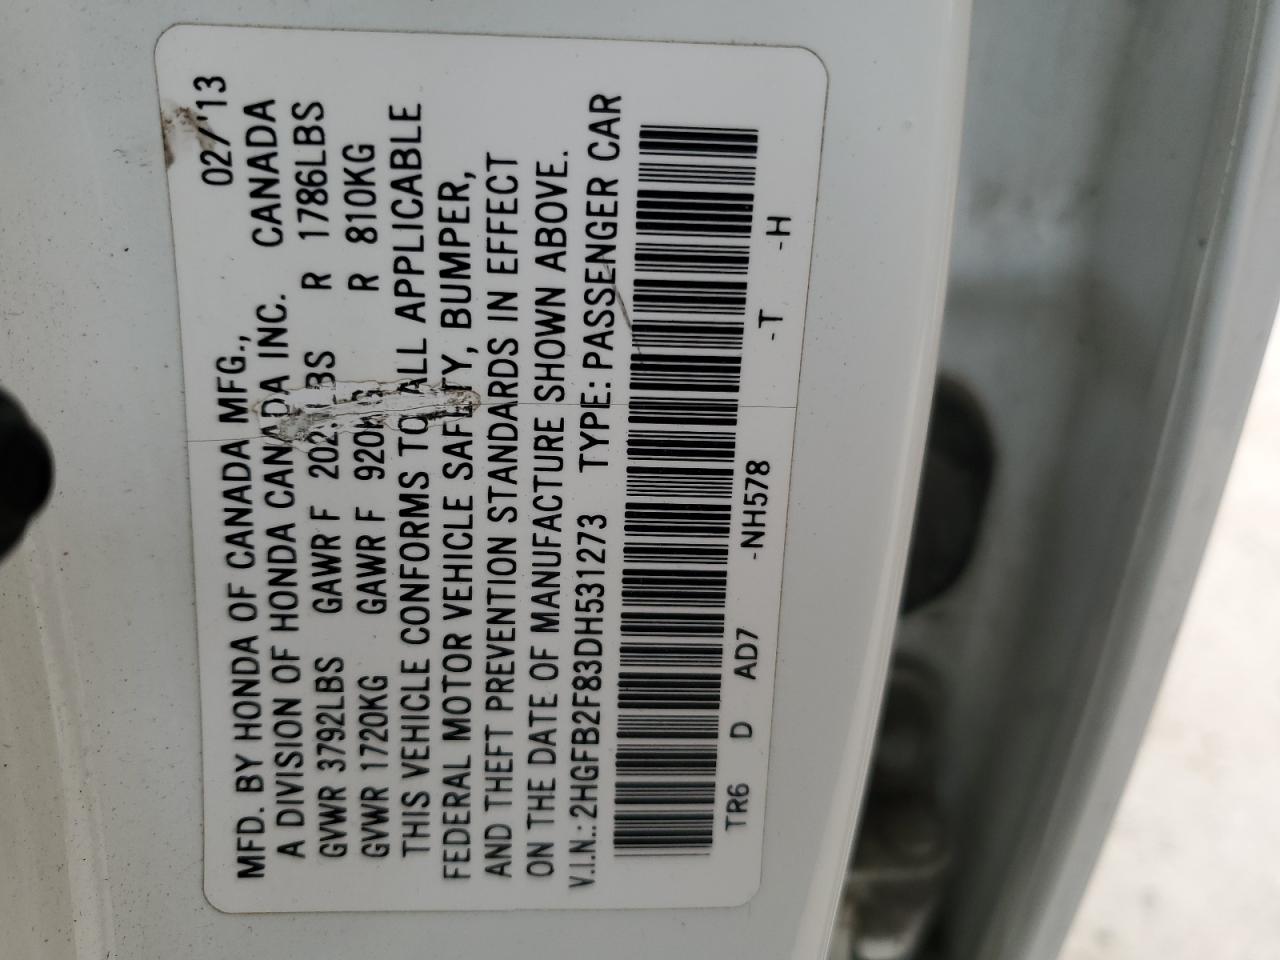 MFD. BY HONDA OF CANADA MFG., 02/'13
A DIVISION OF HONDA CANADA INC. CANADA
GVWR 3792LBS GAWR F R 1786LBS
GVWR 1720KG GAWR F R 810KG
THIS VEHICLE CONFORMS TO ALL APPLICABLE
FEDERAL MOTOR VEHICLE SAFETY, BUMPER,
AND THEFT PREVENTION STANDARDS IN EFFECT
ON THE DATE OF MANUFACTURE SHOWN ABOVE.
V.I.N.: 2HGFB2F83DH531273 TYPE: PASSENGER CAR
TR6 D AD7 -NH578 -T -H